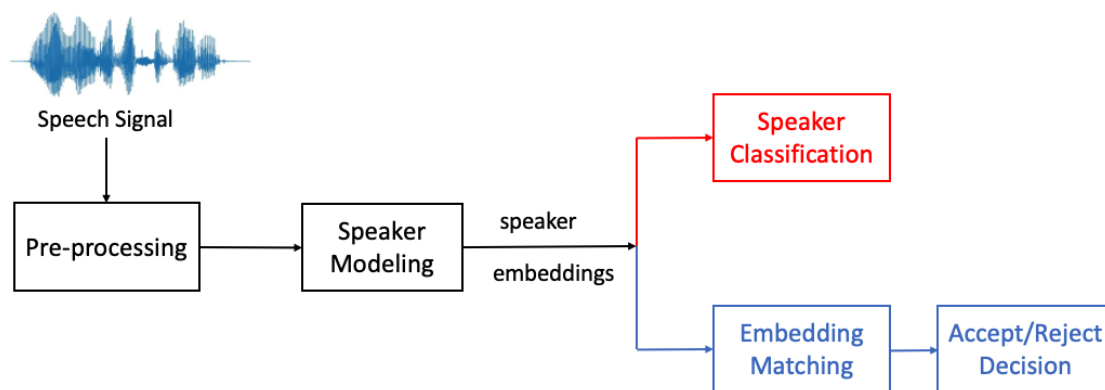 Speech Signal
Pre-processing
Speaker
Modeling
speaker
embeddings
Speaker
Classification
Embedding
Matching
Accept/Reject
Decision